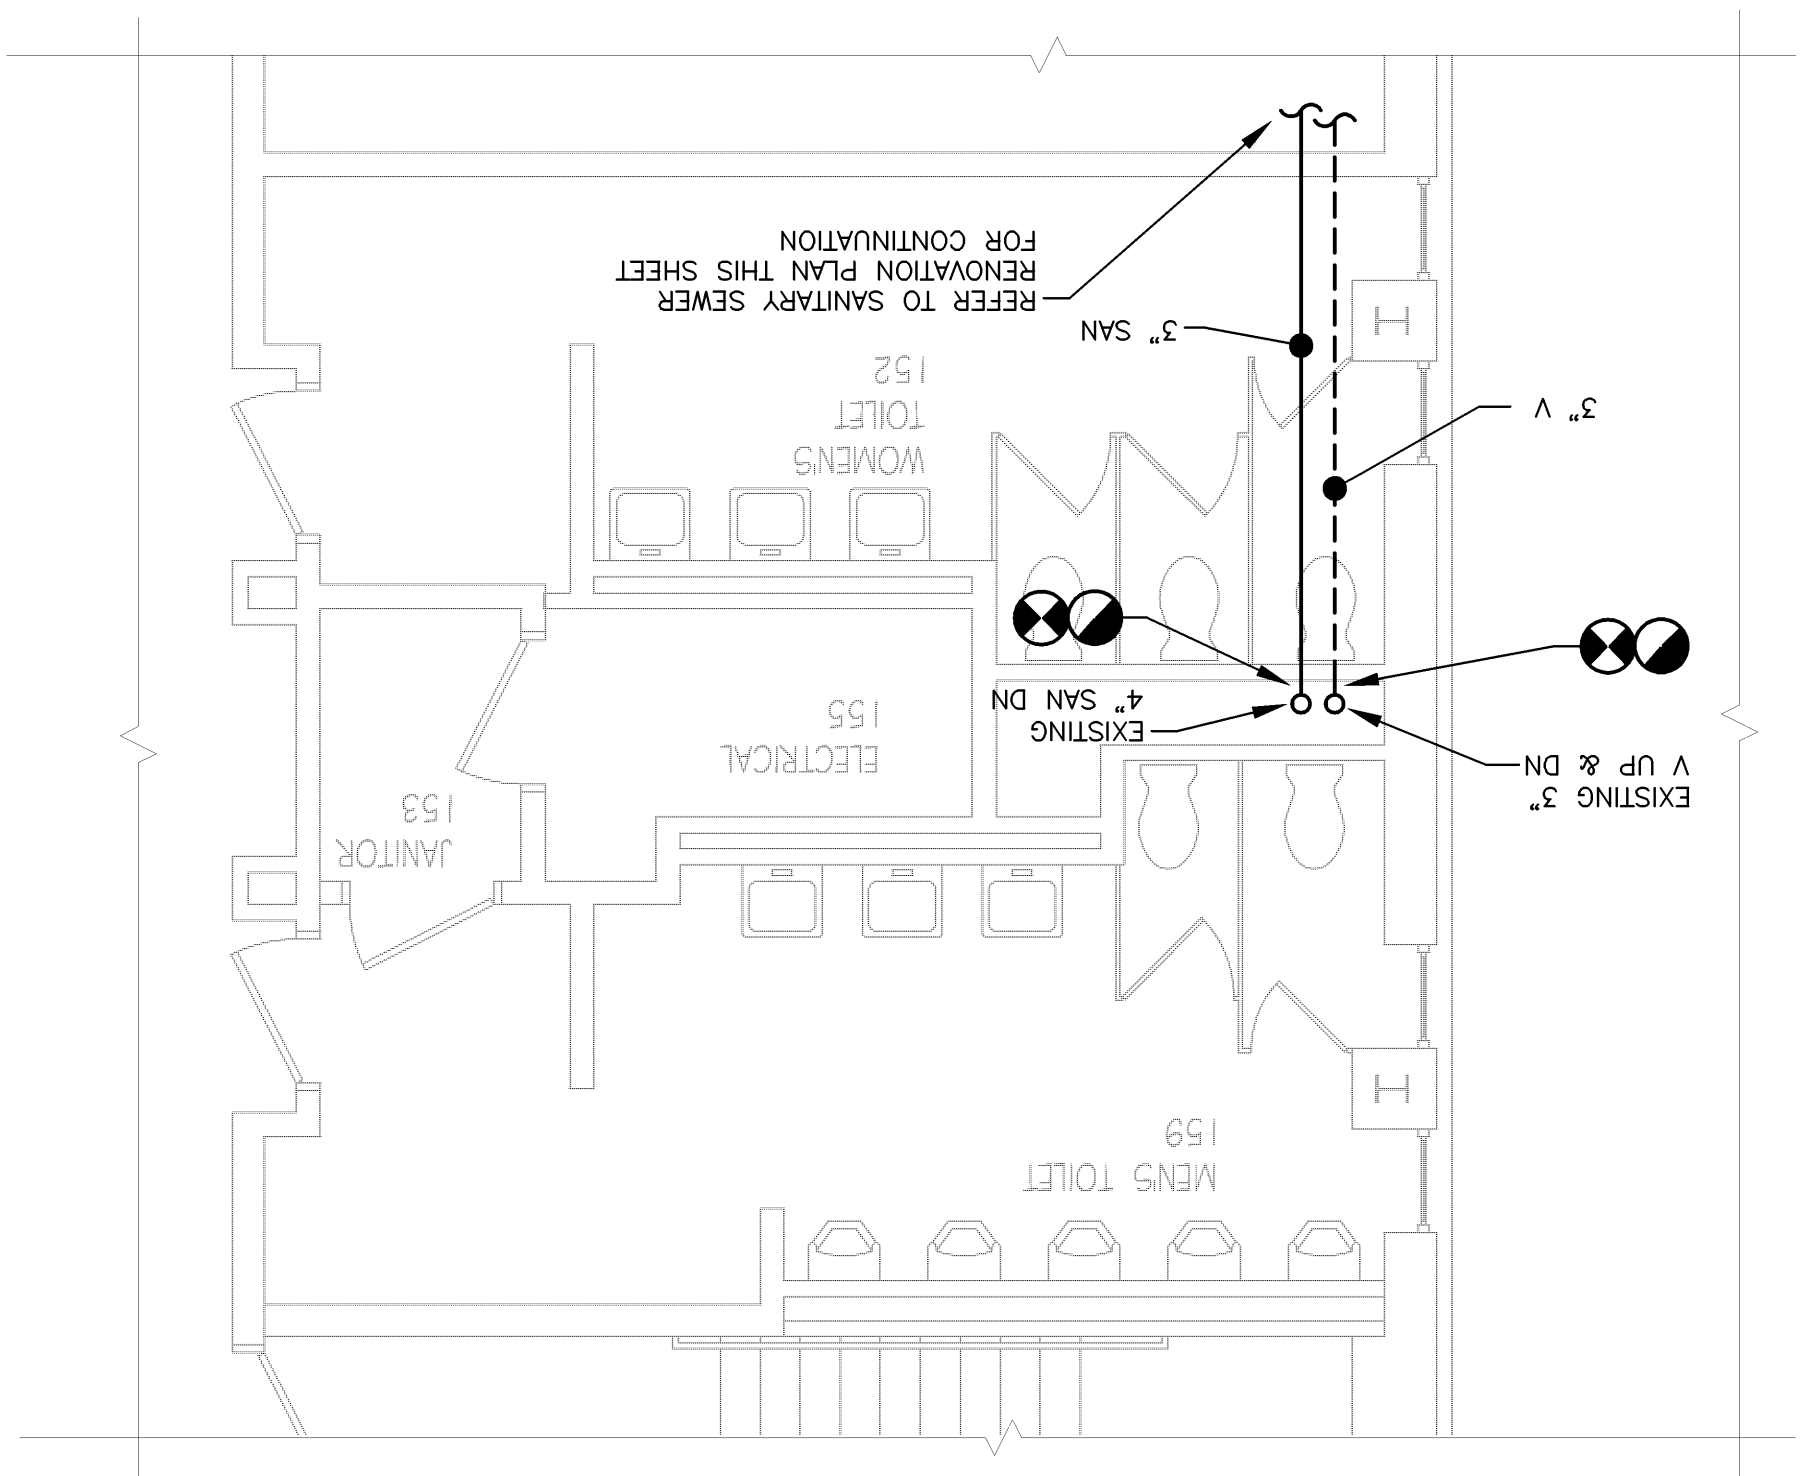 EXISTING 3"
V UP & DN
3" V
EXISTING
4" SAN DN
3" SAN
REFER TO SANITARY SEWER
RENOVATION PLAN THIS SHEET
FOR CONTINUATION
MEN'S TOILET
159
H
JANITOR
153
ELECTRICAL
155
WOMEN'S
TOILET
152
H